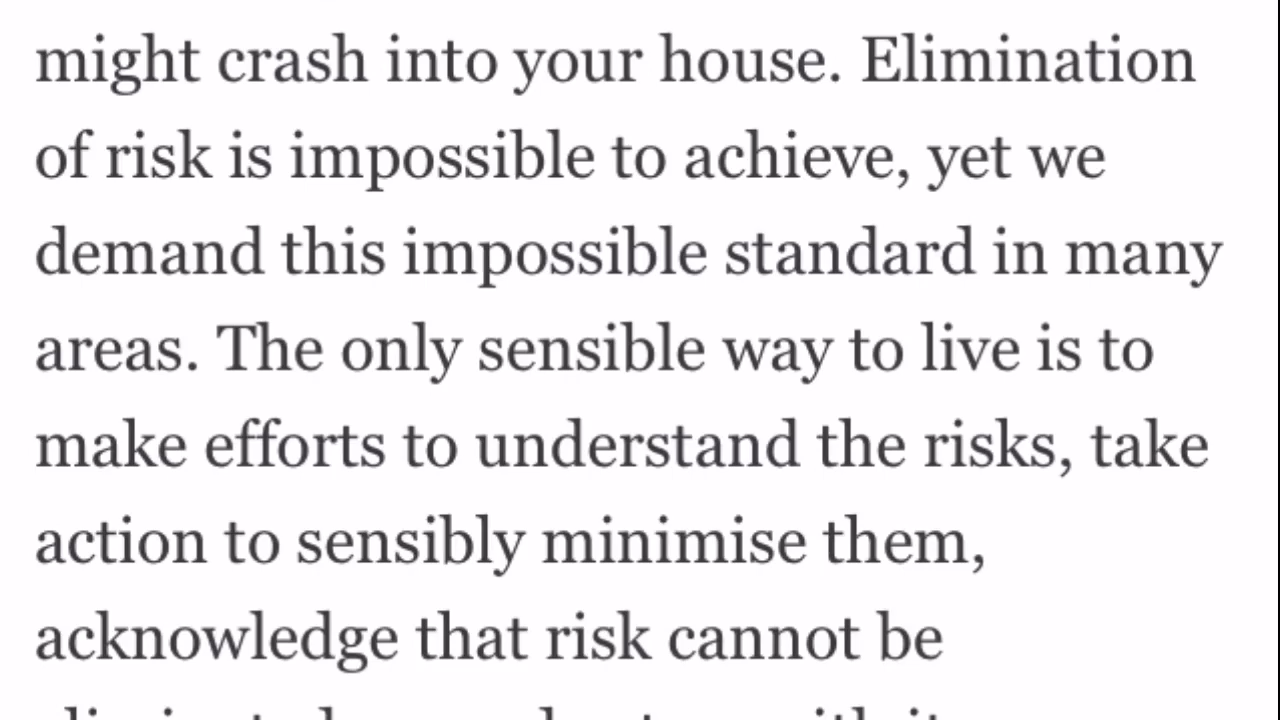 might crash into your house. Elimination
of risk is impossible to achieve, yet we
demand this impossible standard in many
areas. The only sensible way to live is to
make efforts to understand the risks, take
action to sensibly minimise them,
acknowledge that risk cannot be